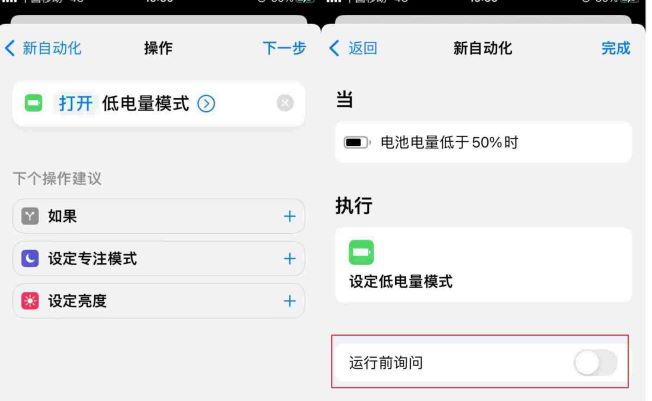 新自动化
操作
下一步
打开 低电量模式
下个操作建议
如果
设定专注模式
设定亮度
返回
新自动化
完成
当
电池电量低于50%时
执行
设定低电量模式
运行前询问